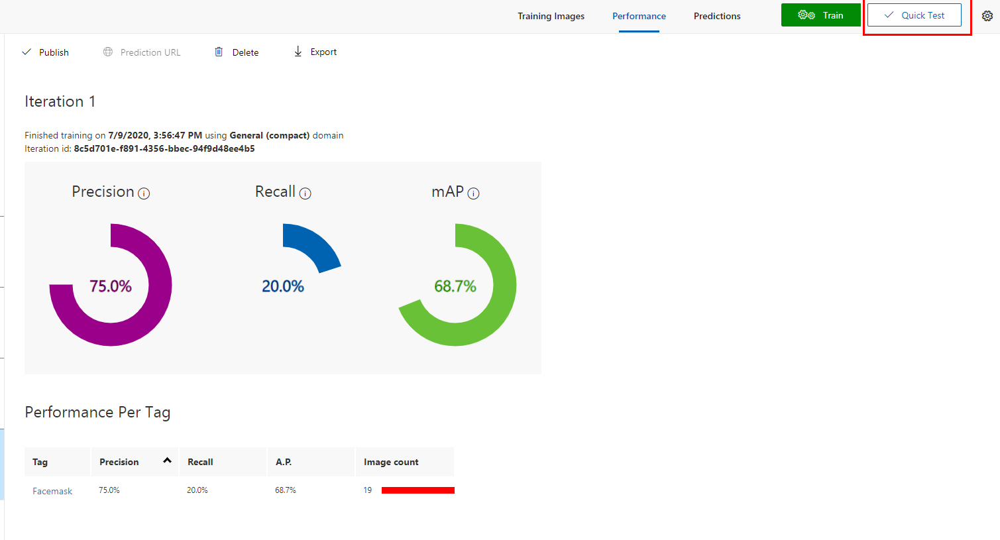 Training Images Performance Predictions Train Quick Test
Publish Prediction URL Delete Export
Iteration 1
Finished training on 7/9/2020, 3:56:47 PM using General (compact) domain
Iteration id: 8c5d701e-f891-4356-bbec-94f9d48ee4b5
Precision Recall mAP
75.0% 20.0% 68.7%
Performance Per Tag
Tag Precision Recall A.P. Image count
Facemask 75.0% 20.0% 68.7% 19